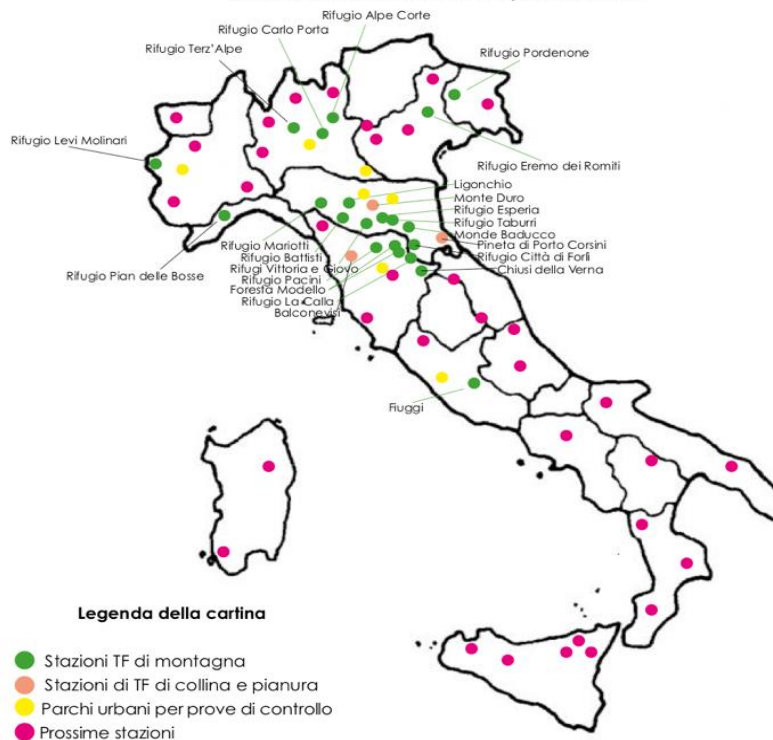 Rifugio Alpe Corte
Rifugio Carlo Porta
Rifugio Terz'Alpe
Rifugio Pordenone
Rifugio Levi Molinari
Rifugio Eremo dei Romiti
Ligonchio
Monte Duro
Rifugio Esperia
Rifugio Taburri
Monde Baducco
Pineta di Porto Corsini
Rifugio Città di Forlì
Chiusi della Verna
Rifugio Mariotti
Rifugio Battisti
Rifugi Vittoria e Giovo
Rifugio Pacini
Foresta Modello
Rifugio La Calla
Balconevisi
Rifugio Pian delle Bosse
Fiuggi
Legenda della cartina
Stazioni TF di montagna
Stazioni di TF di collina e pianura
Parchi urbani per prove di controllo
Prossime stazioni